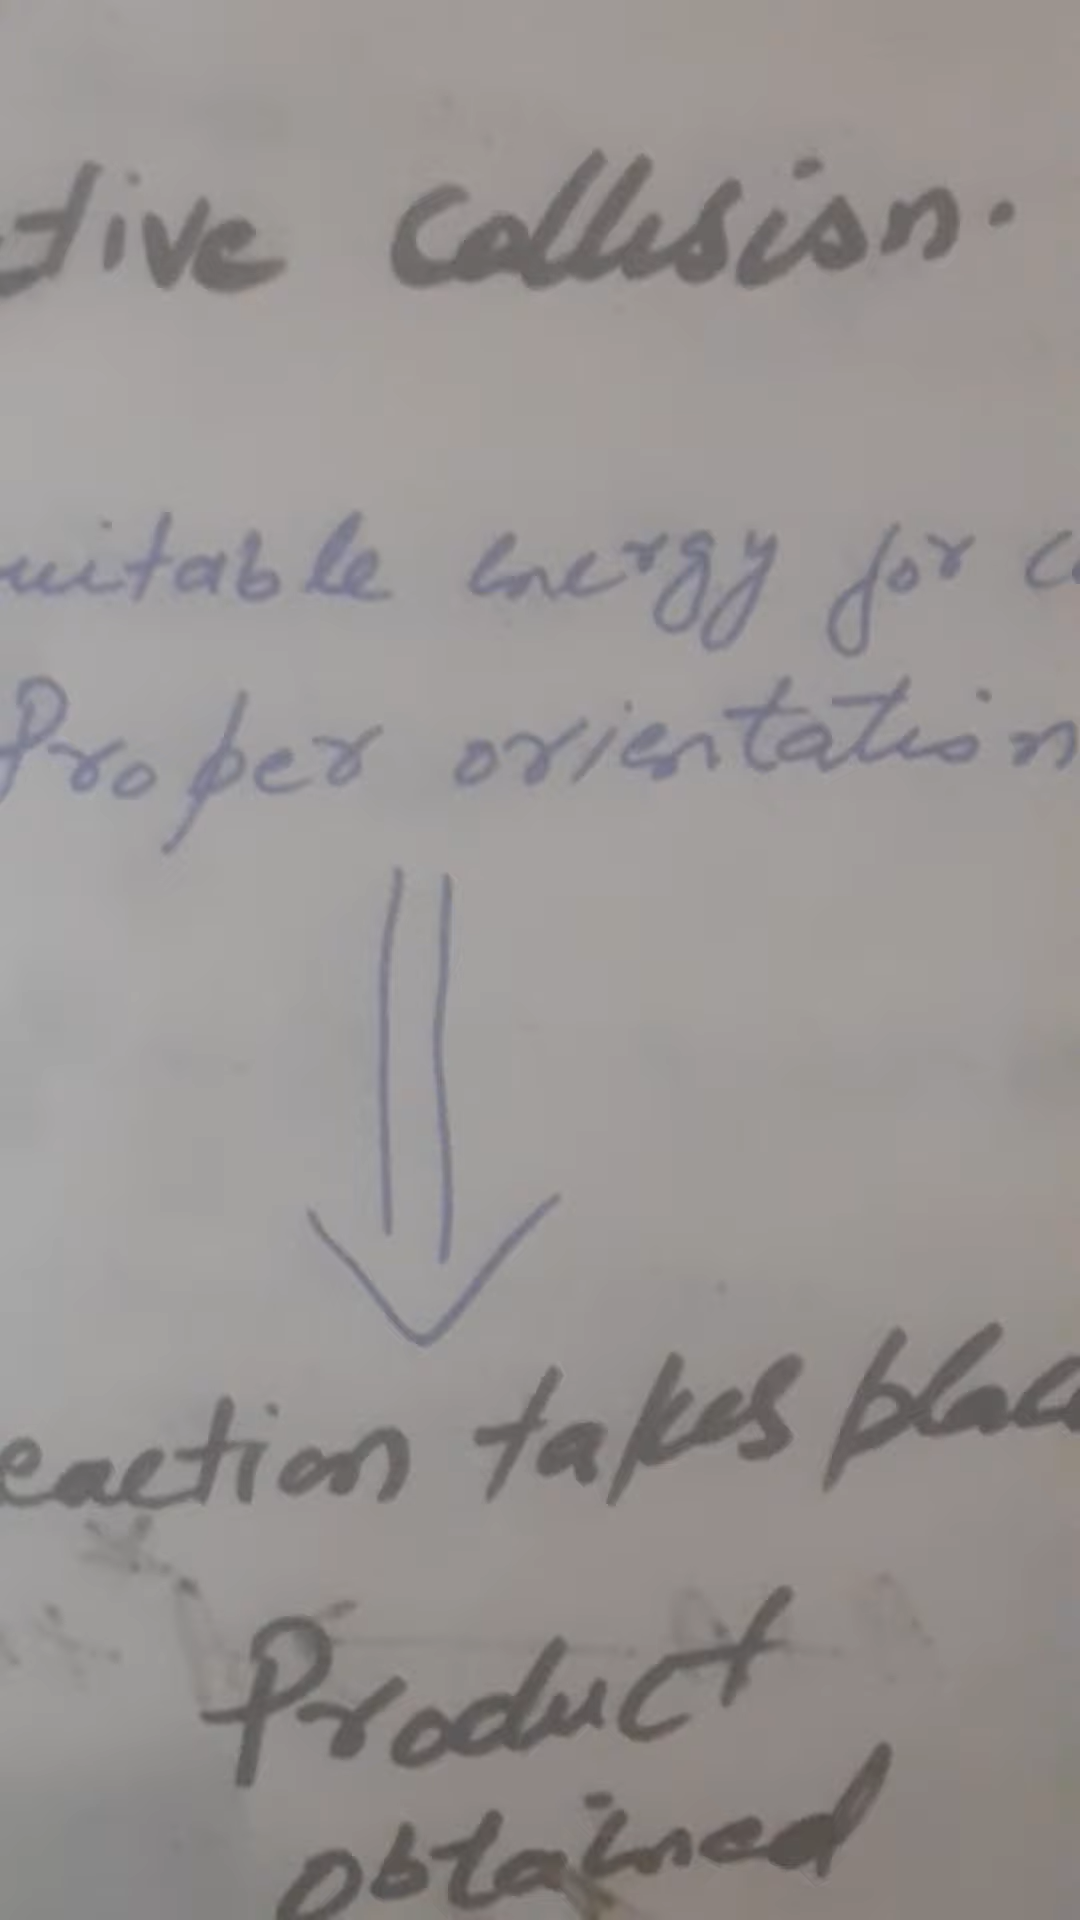 tive collision.
uitable energy for c
Proper orientation
eaction takes plac
Product
obtained